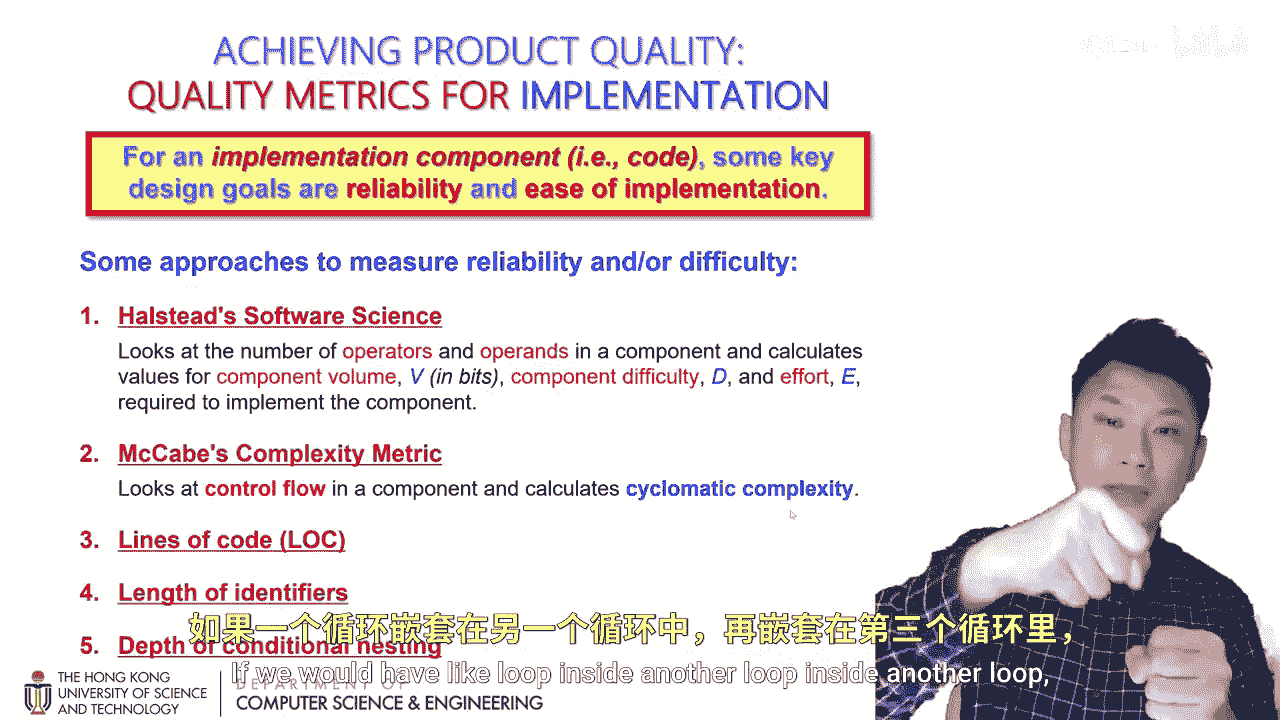 ACHIEVING PRODUCT QUALITY:
QUALITY METRICS FOR IMPLEMENTATION
For an implementation component (i.e., code), some key
design goals are reliability and ease of implementation.
Some approaches to measure reliability and/or difficulty:
1. Halstead's Software Science
Looks at the number of operators and operands in a component and calculates
values for component volume, V (in bits), component difficulty, D, and effort, E,
required to implement the component.
2. McCabe's Complexity Metric
Looks at control flow in a component and calculates cyclomatic complexity.
3. Lines of code (LOC)
4. Length of identifiers
如果一个循环嵌套在另一个循环中，再嵌套在第三个循环里，
5. Depth of conditional nesting
If we would have like loop inside another loop inside another loop,
THE HONG KONG
UNIVERSITY OF SCIENCE
AND TECHNOLOGY
DEPARTMENT OF
COMPUTER SCIENCE & ENGINEERING